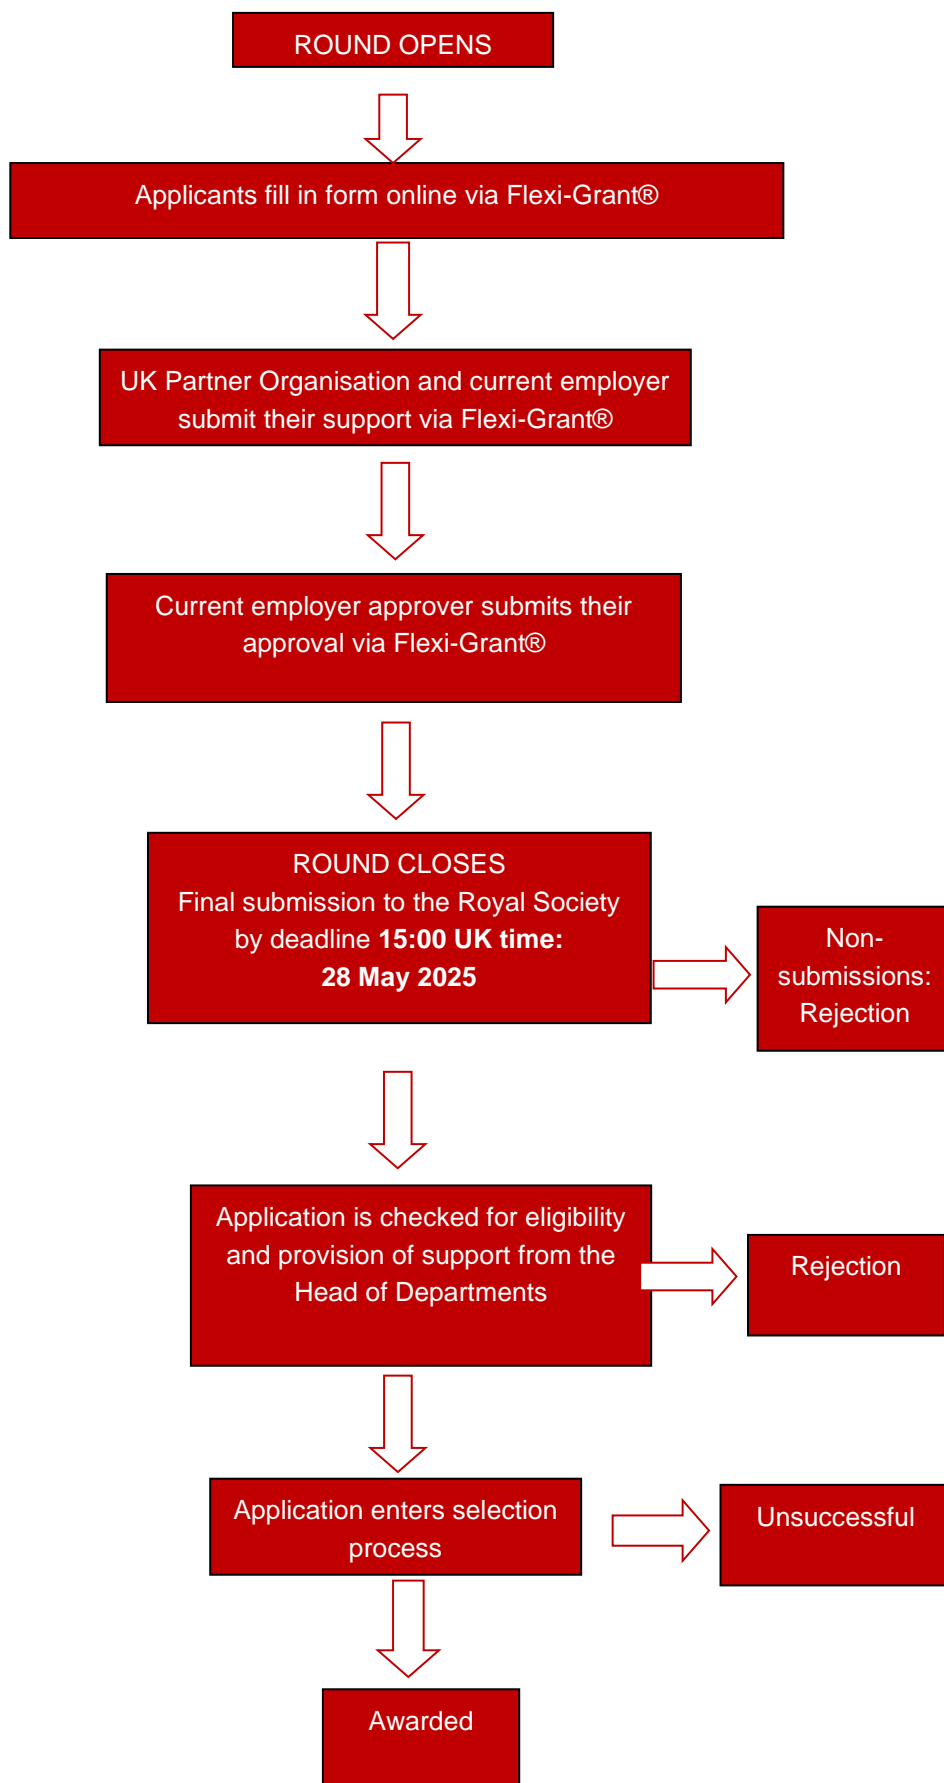 ROUND OPENS
Applicants fill in form online via Flexi-Grant®
UK Partner Organisation and current employer
submit their support via Flexi-Grant®
Current employer approver submits their
approval via Flexi-Grant®
ROUND CLOSES
Final submission to the Royal Society
by deadline 15:00 UK time:
28 May 2025
Non-
submissions:
Rejection
Application is checked for eligibility
and provision of support from the
Head of Departments
Rejection
Application enters selection
process
Unsuccessful
Awarded